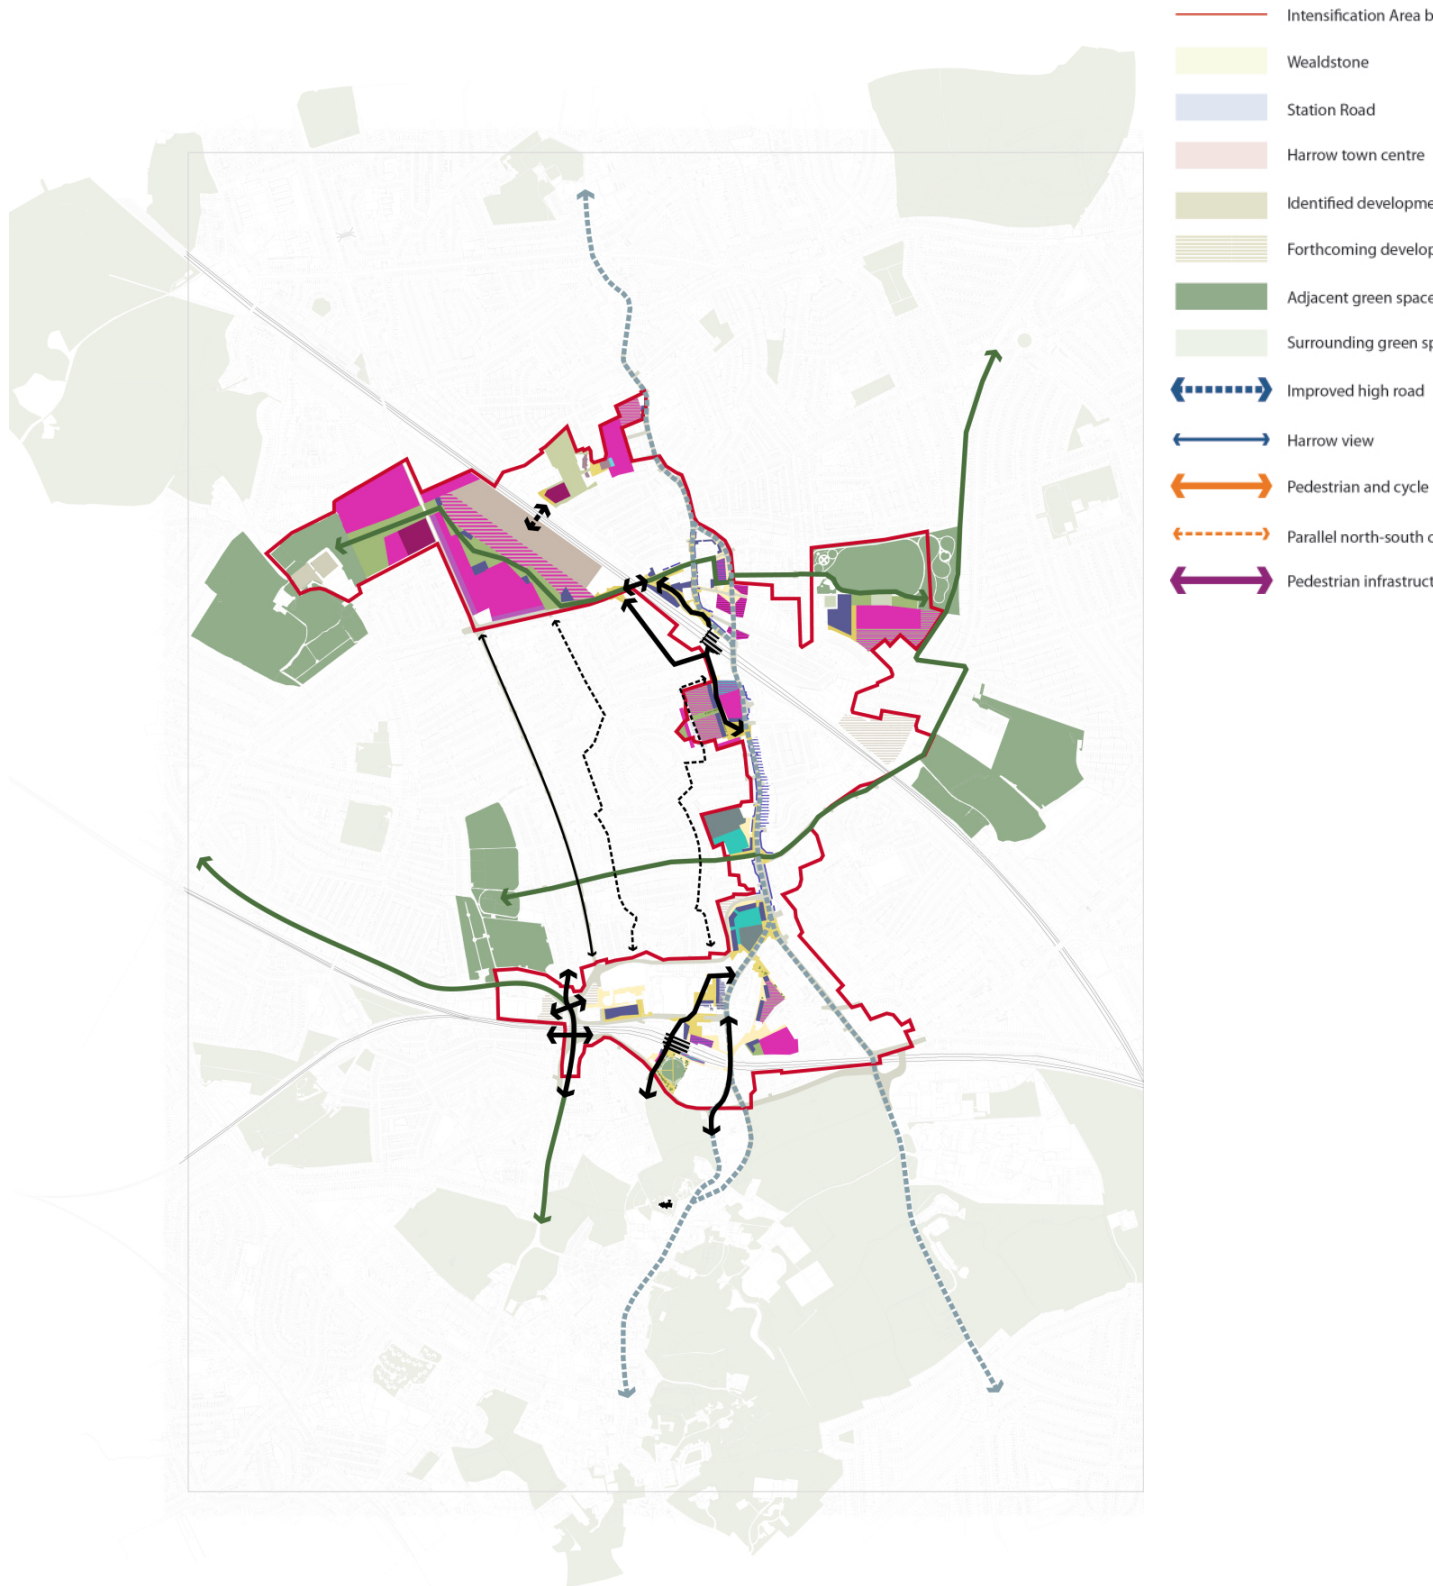 Intensification Area b
Wealdstone
Station Road
Harrow town centre
Identified developme
Forthcoming develop
Adjacent green space
Surrounding green sp
Improved high road
Harrow view
Pedestrian and cycle
Parallel north-south c
Pedestrian infrastruct